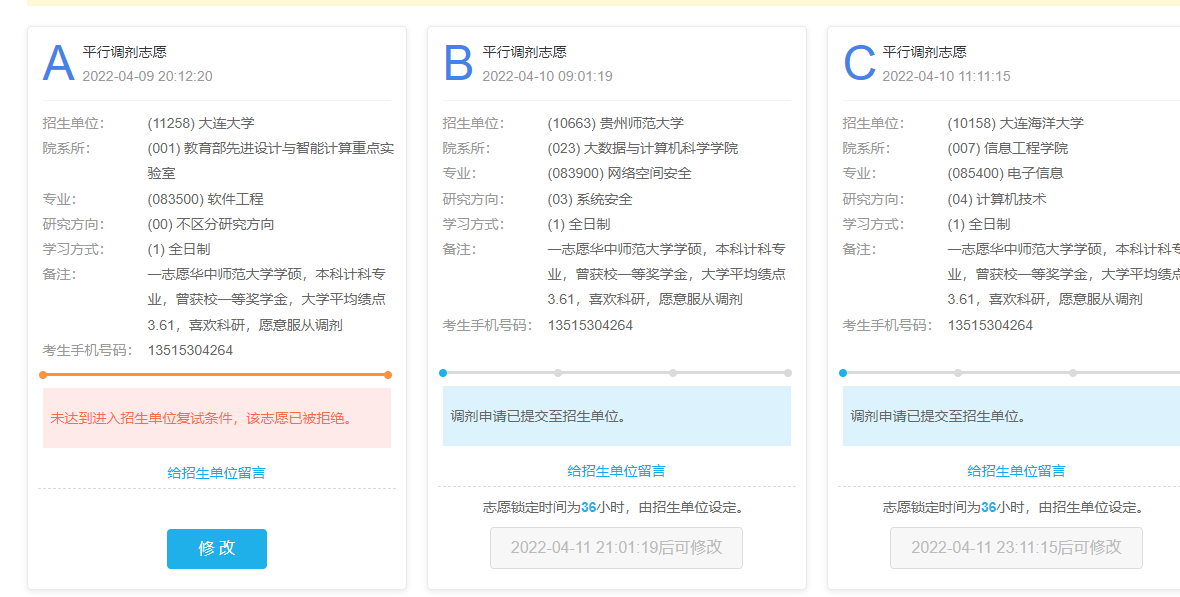 A 平行调剂志愿
2022-04-09 20:12:20
招生单位： (11258) 大连大学
院系所： (001) 教育部先进设计与智能计算重点实
验室
专业： (083500) 软件工程
研究方向： (00) 不区分研究方向
学习方式： (1) 全日制
备注： 一志愿华中师范大学学硕，本科计科专
业，曾获校一等奖学金，大学平均绩点
3.61，喜欢科研，愿意服从调剂
考生手机号码： 13515304264
未达到进入招生单位复试条件，该志愿已被拒绝。
给招生单位留言
修 改
B 平行调剂志愿
2022-04-10 09:01:19
招生单位： (10663) 贵州师范大学
院系所： (023) 大数据与计算机科学学院
专业： (083900) 网络空间安全
研究方向： (03) 系统安全
学习方式： (1) 全日制
备注： 一志愿华中师范大学学硕，本科计科专
业，曾获校一等奖学金，大学平均绩点
3.61，喜欢科研，愿意服从调剂
考生手机号码： 13515304264
调剂申请已提交至招生单位。
给招生单位留言
志愿锁定时间为36小时，由招生单位设定。
2022-04-11 21:01:19后可修改
C 平行调剂志愿
2022-04-10 11:11:15
招生单位： (10158) 大连海洋大学
院系所： (007) 信息工程学院
专业： (085400) 电子信息
研究方向： (04) 计算机技术
学习方式： (1) 全日制
备注： 一志愿华中师范大学学硕，本科计科专
业，曾获校一等奖学金，大学平均绩点
3.61，喜欢科研，愿意服从调剂
考生手机号码： 13515304264
调剂申请已提交至招生单位。
给招生单位留言
志愿锁定时间为36小时，由招生单位设定。
2022-04-11 23:11:15后可修改